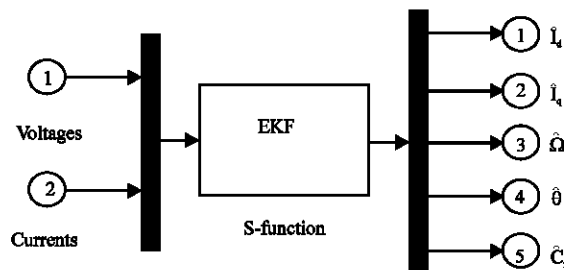 1
Voltages
2
Currents
EKF
S-function
1 Î_d
2 Î_q
3 Ω̂
4 θ̂
5 Ĉ